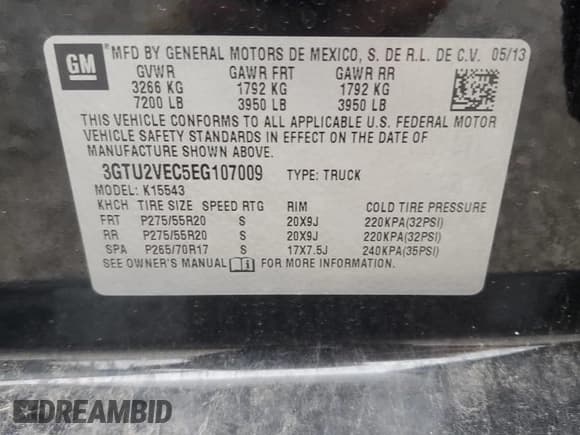 GM ® MFD BY GENERAL MOTORS DE MEXICO, S. DE R.L. DE C.V. 05/13
GVWR GAWR FRT GAWR RR
3266 KG 1792 KG 1792 KG
7200 LB 3950 LB 3950 LB
THIS VEHICLE CONFORMS TO ALL APPLICABLE U.S. FEDERAL MOTOR
VEHICLE SAFETY STANDARDS IN EFFECT ON THE DATE OF
MANUFACTURE SHOWN ABOVE.
3GTU2VEC5EG107009 TYPE: TRUCK
MODEL: K15543
KHCH TIRE SIZE SPEED RTG RIM COLD TIRE PRESSURE
FRT P275/55R20 S 20X9J 220KPA(32PSI)
RR P275/55R20 S 20X9J 220KPA(32PSI)
SPA P265/70R17 S 17X7.5J 240KPA(35PSI)
SEE OWNER'S MANUAL FOR ADDITIONAL INFORMATION.
DREAMBID